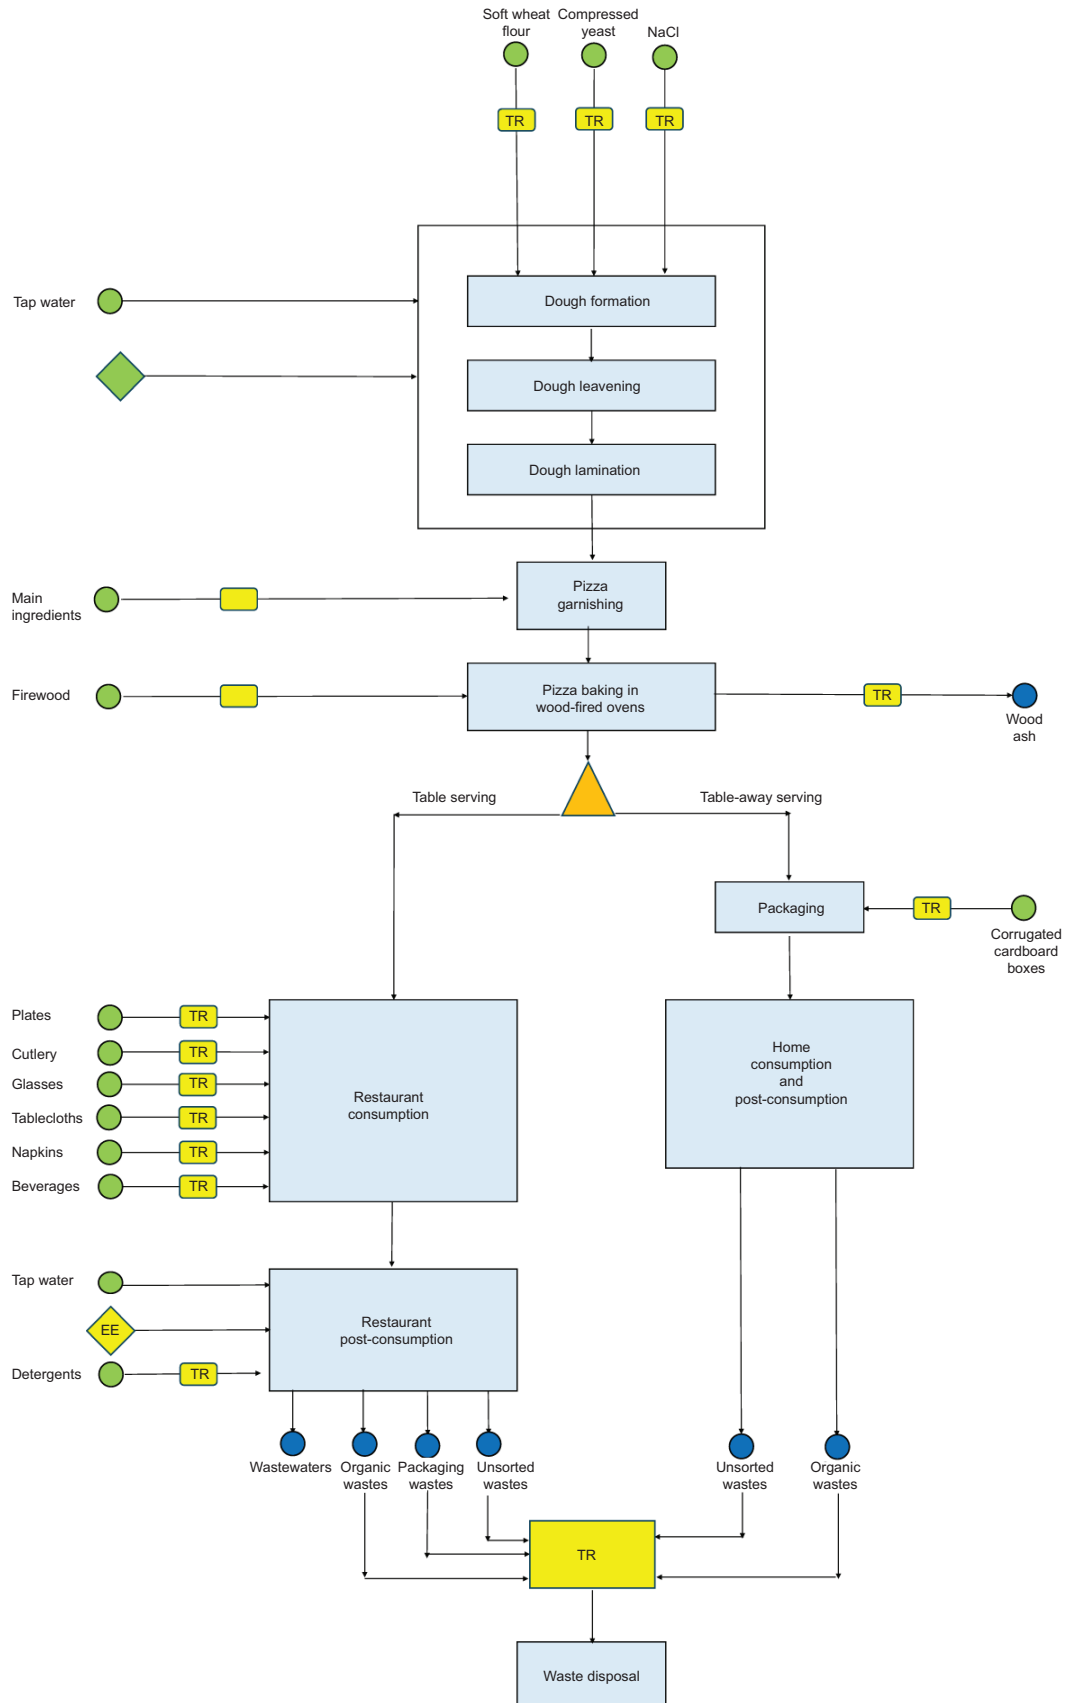 Soft wheat
flour
Compressed
yeast
NaCl
TR
TR
TR
Tap water
Dough formation
Dough leavening
Dough lamination
Main
ingredients
Pizza
garnishing
Firewood
Pizza baking in
wood-fired ovens
TR
Wood
ash
Table serving
Table-away serving
Packaging
TR
Corrugated
cardboard
boxes
Plates
TR
Cutlery
TR
Glasses
TR
Tablecloths
TR
Napkins
TR
Beverages
TR
Restaurant
consumption
Home
consumption
and
post-consumption
Tap water
EE
Detergents
TR
Restaurant
post-consumption
Wastewaters
Organic
wastes
Packaging
wastes
Unsorted
wastes
Unsorted
wastes
Organic
wastes
TR
Waste disposal